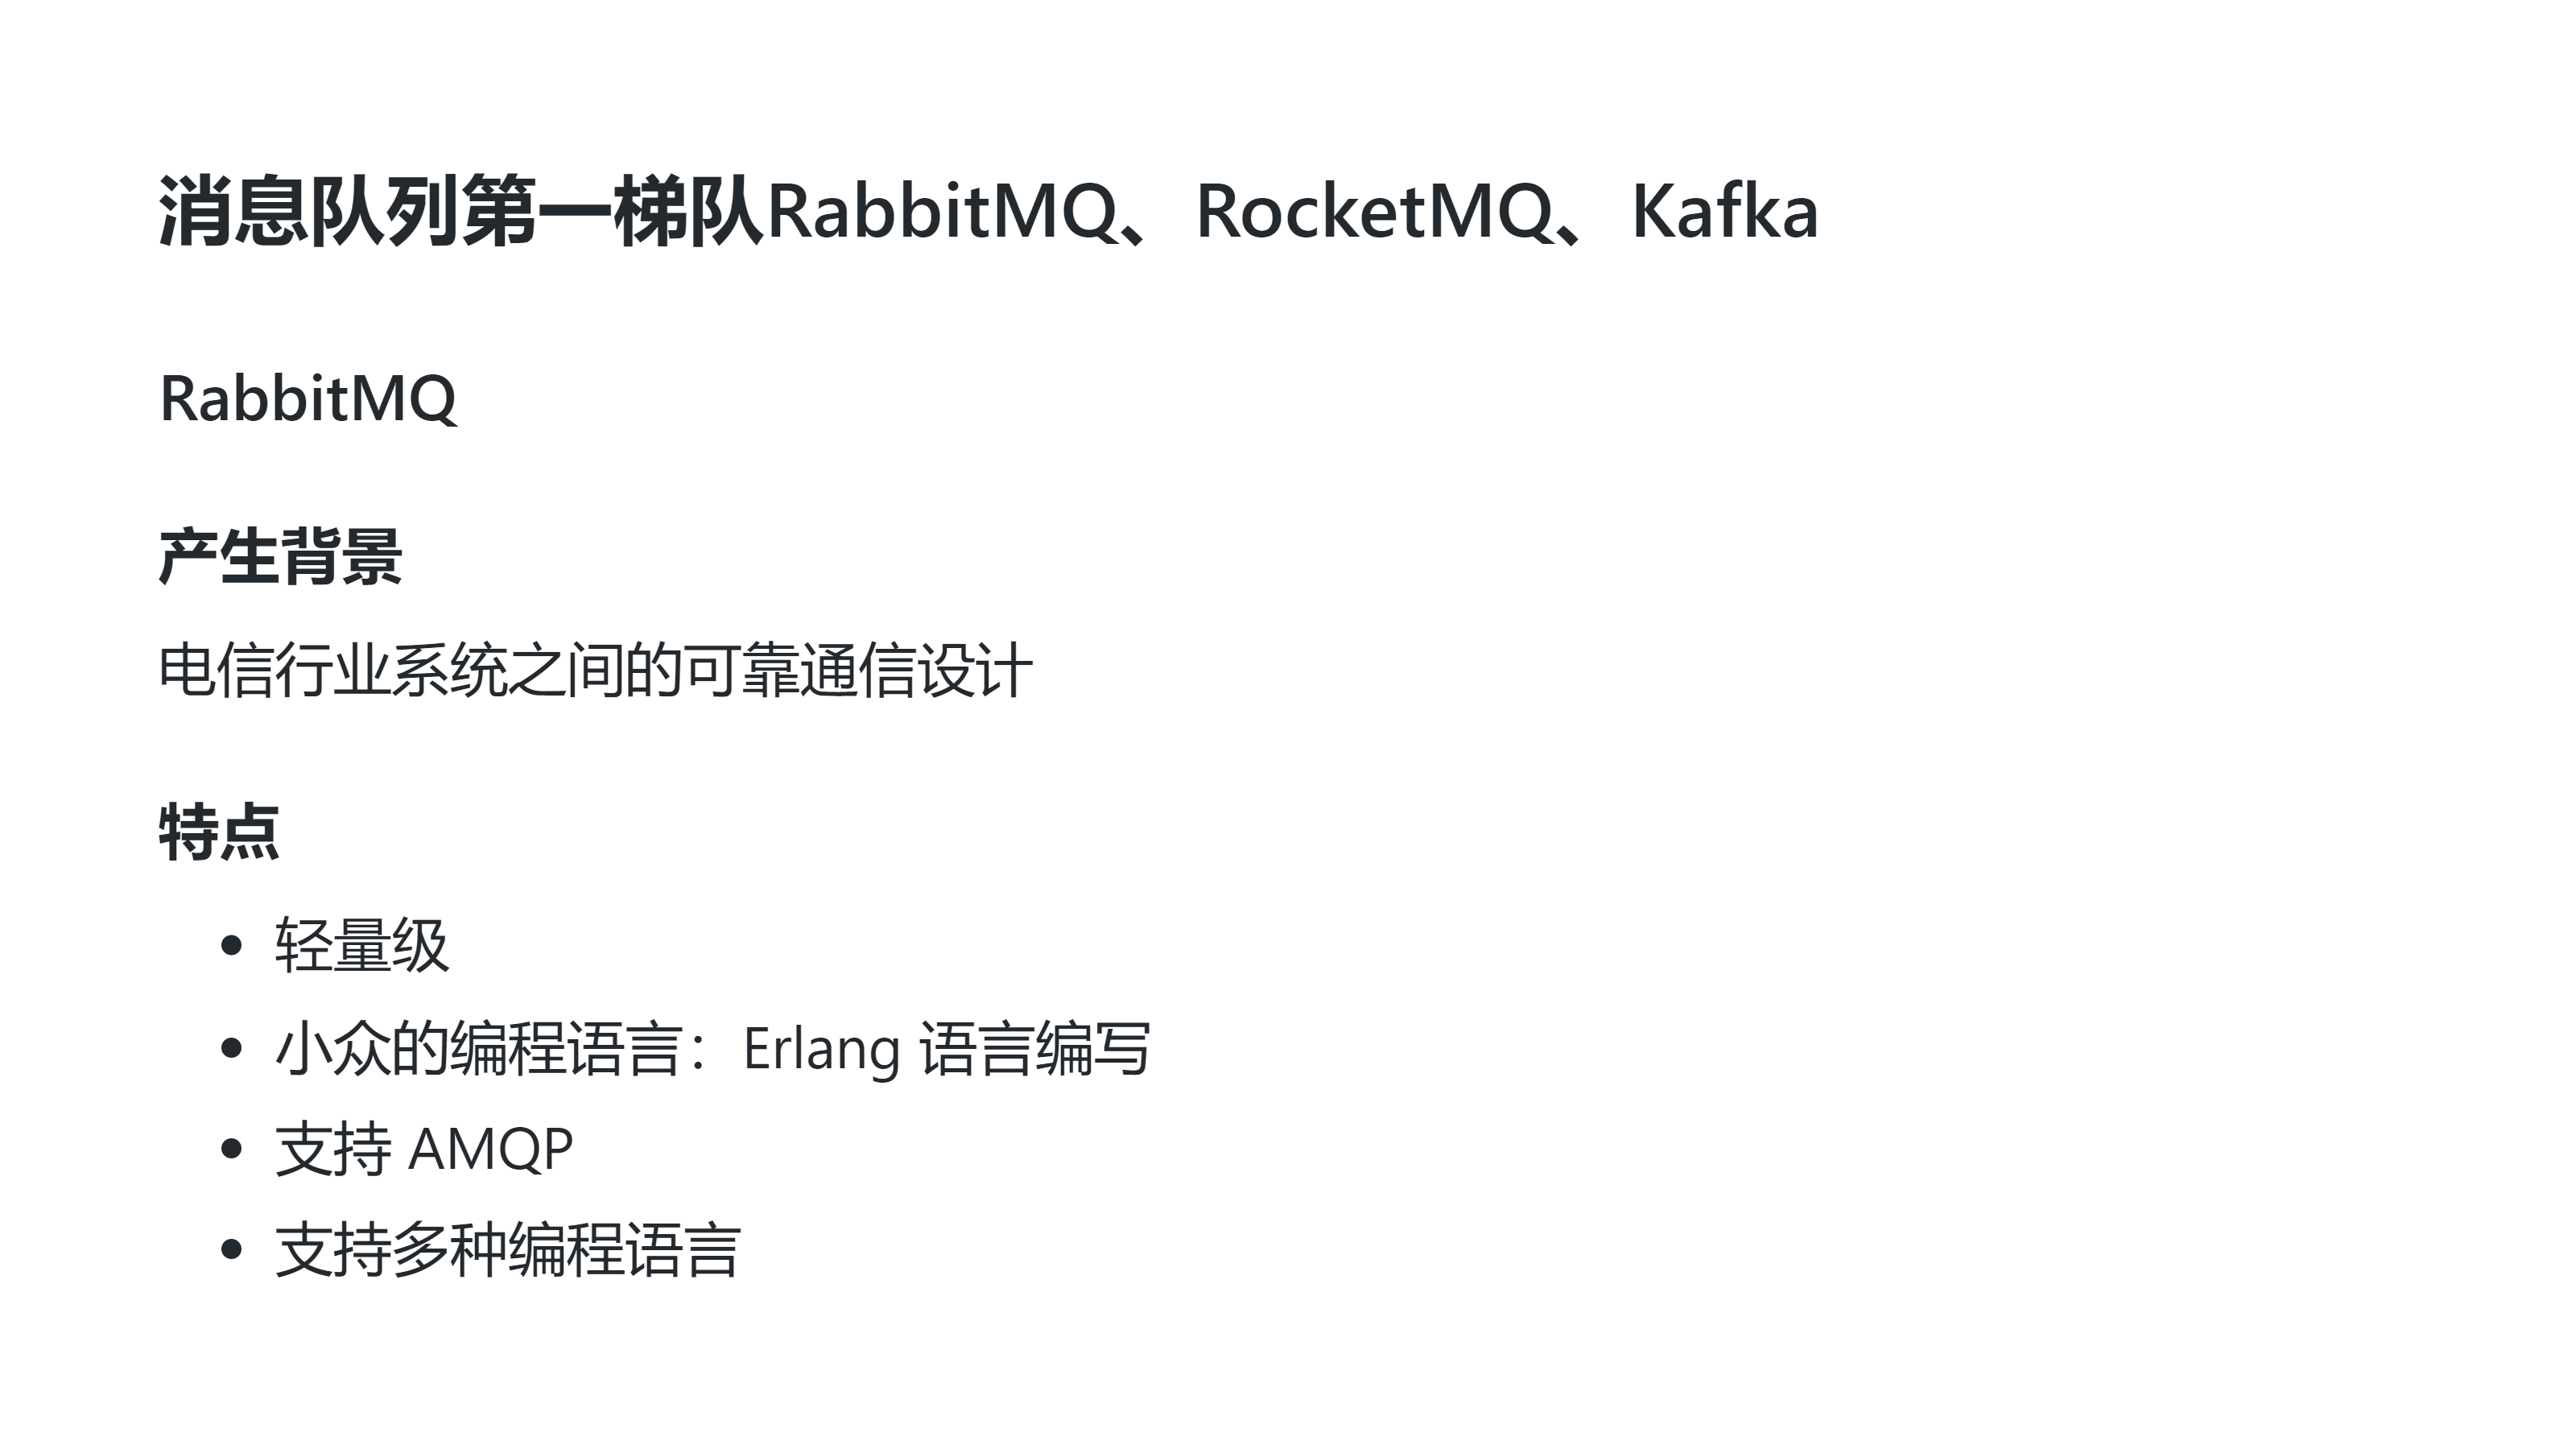 消息队列第一梯队RabbitMQ、RocketMQ、Kafka
RabbitMQ
产生背景
电信行业系统之间的可靠通信设计
特点
• 轻量级
• 小众的编程语言：Erlang 语言编写
• 支持 AMQP
• 支持多种编程语言